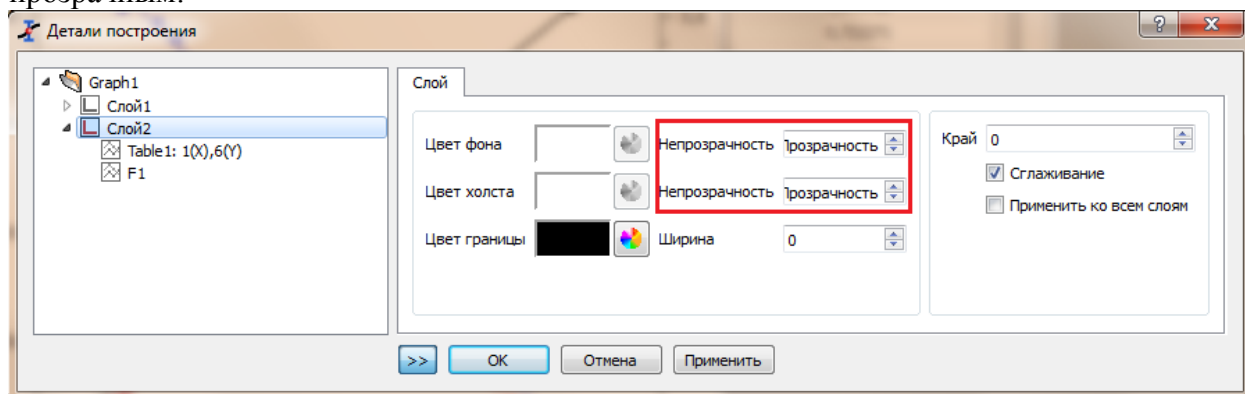 прозрачным.
Детали построения
Graph1
Слой1
Слой2
Table1: 1(X),6(Y)
F1
Слой
Цвет фона
Непрозрачность
Прозрачность
Цвет холста
Непрозрачность
Прозрачность
Цвет границы
Ширина
0
Край 0
Сглаживание
Применить ко всем слоям
>>
OK
Отмена
Применить